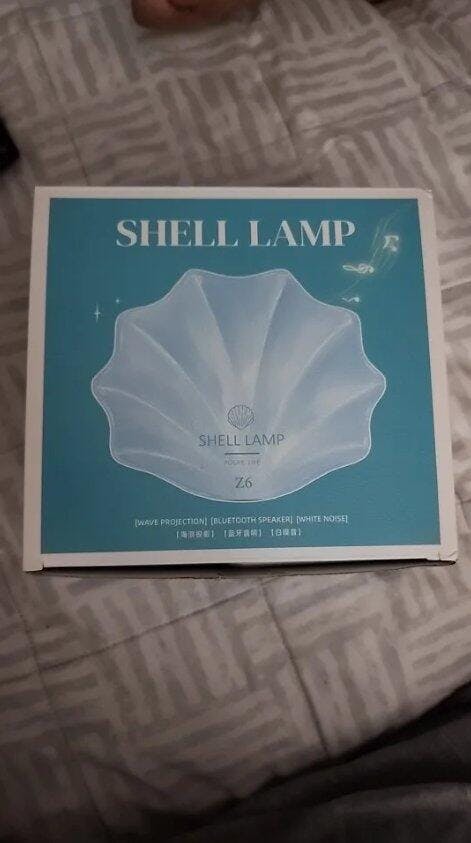 SHELL LAMP
SHELL LAMP
Z6
[WAVE PROJECTION] [BLUETOOTH SPEAKER] [WHITE NOISE]
[海浪投影] [蓝牙音响] [白噪音]